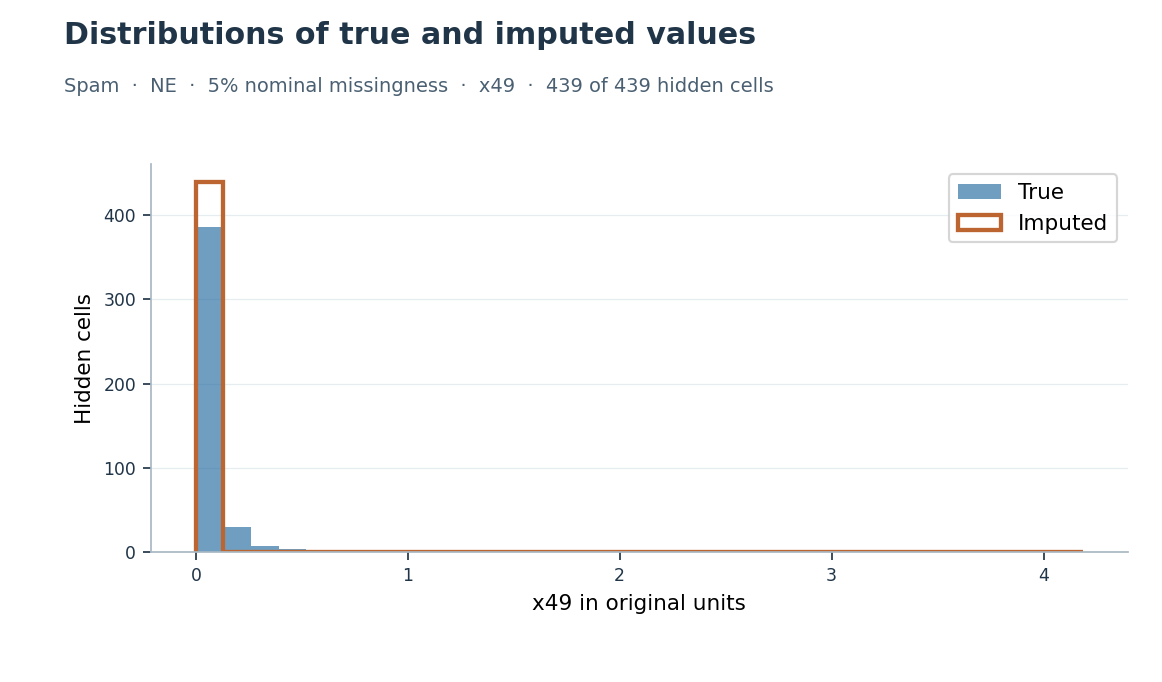 Distributions of true and imputed values
Spam · NE · 5% nominal missingness · x49 · 439 of 439 hidden cells
True
Imputed
Hidden cells
400
300
200
100
0
0 1 2 3 4
x49 in original units